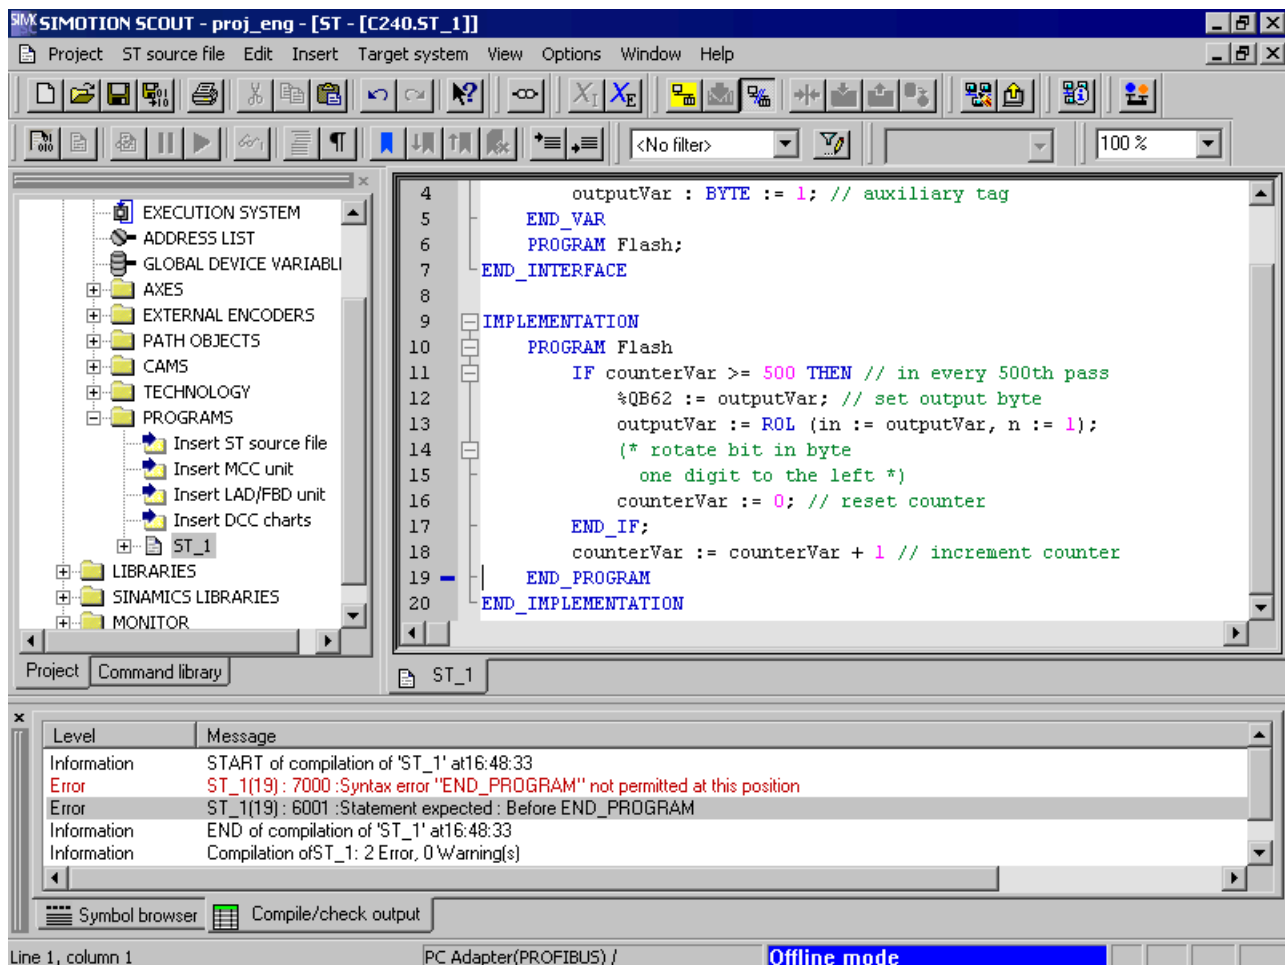 SIMOTION SCOUT - proj_eng - [ST - [C240.ST_1]]
Project ST source file Edit Insert Target system View Options Window Help
<No filter> 100 %
EXECUTION SYSTEM
ADDRESS LIST
GLOBAL DEVICE VARIABL
AXES
EXTERNAL ENCODERS
PATH OBJECTS
CAMS
TECHNOLOGY
PROGRAMS
Insert ST source file
Insert MCC unit
Insert LAD/FBD unit
Insert DCC charts
ST_1
LIBRARIES
SINAMICS LIBRARIES
MONITOR
Project Command library
4 outputVar : BYTE := 1; // auxiliary tag
5 END_VAR
6 PROGRAM Flash;
7 END_INTERFACE
8
9 IMPLEMENTATION
10 PROGRAM Flash
11 IF counterVar >= 500 THEN // in every 500th pass
12 %QB62 := outputVar; // set output byte
13 outputVar := ROL (in := outputVar, n := 1);
14 (* rotate bit in byte
15 one digit to the left *)
16 counterVar := 0; // reset counter
17 END_IF;
18 counterVar := counterVar + 1 // increment counter
19 END_PROGRAM
20 END_IMPLEMENTATION
ST_1
Level Message
Information START of compilation of 'ST_1' at16:48:33
Error ST_1(19) : 7000 :Syntax error "END_PROGRAM" not permitted at this position
Error ST_1(19) : 6001 :Statement expected : Before END_PROGRAM
Information END of compilation of 'ST_1' at16:48:33
Information Compilation ofST_1: 2 Error, 0 Warning(s)
Symbol browser Compile/check output
Line 1, column 1 PC Adapter(PROFIBUS) / Offline mode